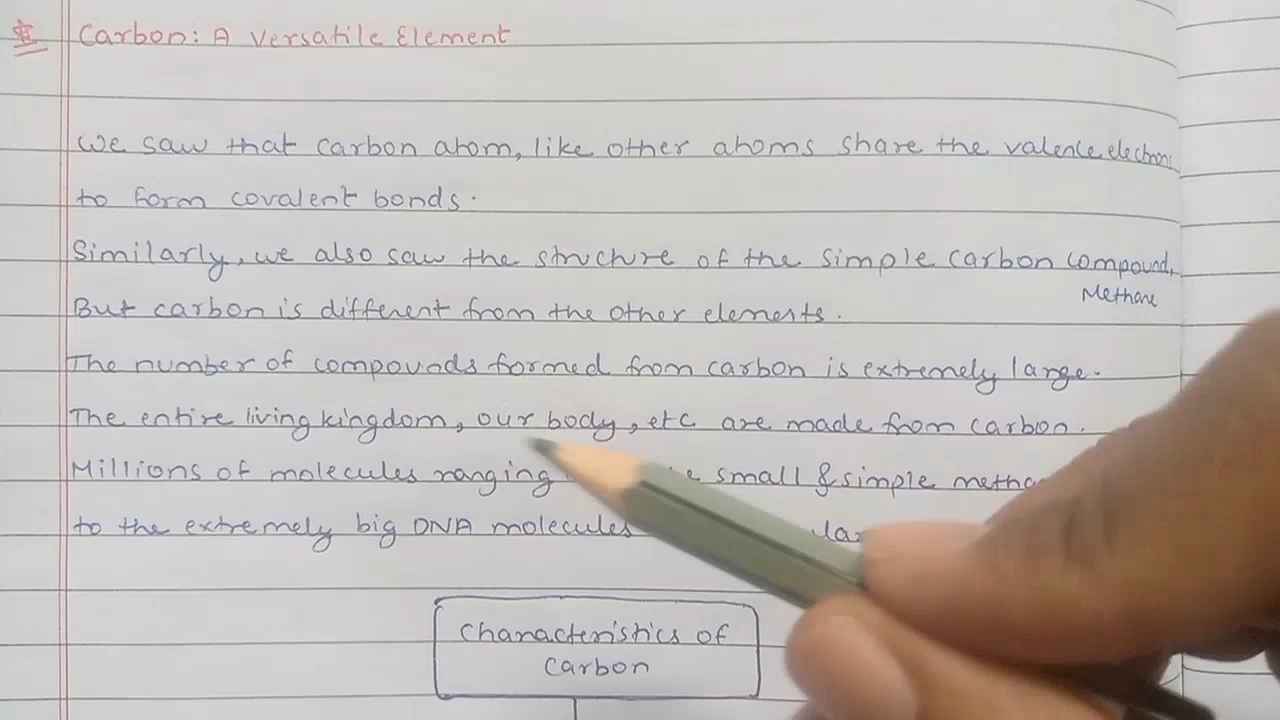 Carbon: A Versatile Element
We saw that carbon atom, like other atoms share the valence electrons
to form covalent bonds.
Similarly, we also saw the structure of the simple carbon compound,
Methane
But carbon is different from the other elements.
The number of compounds formed from carbon is extremely large.
The entire living kingdom, our body, etc are made from carbon.
Millions of molecules ranging small & simple
to the extremely big DNA molecules
Characteristics of
Carbon